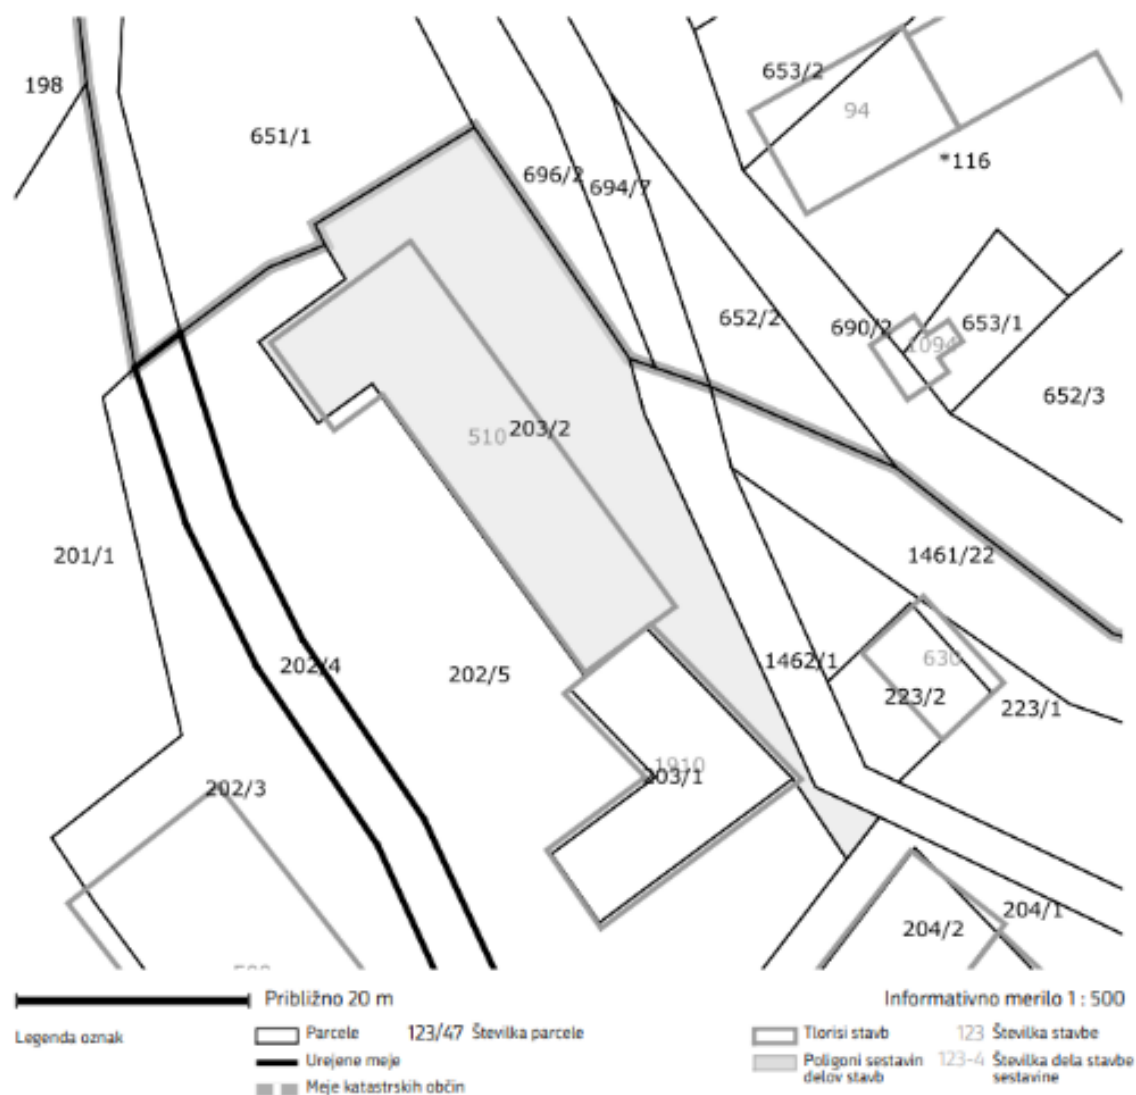 653/2
198
94
651/1
*116
696/2
694/7
652/2
690/2
653/1
1094
652/3
510
203/2
201/1
1461/22
202/4
202/5
1462/1
630
223/2
223/1
1910
203/1
202/3
204/1
204/2
Približno 20 m
Informativno merilo 1 : 500
Legenda oznak
Parcele
123/47 Številka parcele
Urejene meje
Meje katastrskih občin
Tlorisi stavb
123 Številka stavbe
Poligoni sestavin
delov stavb
123-4 Številka dela stavbe
sestavine